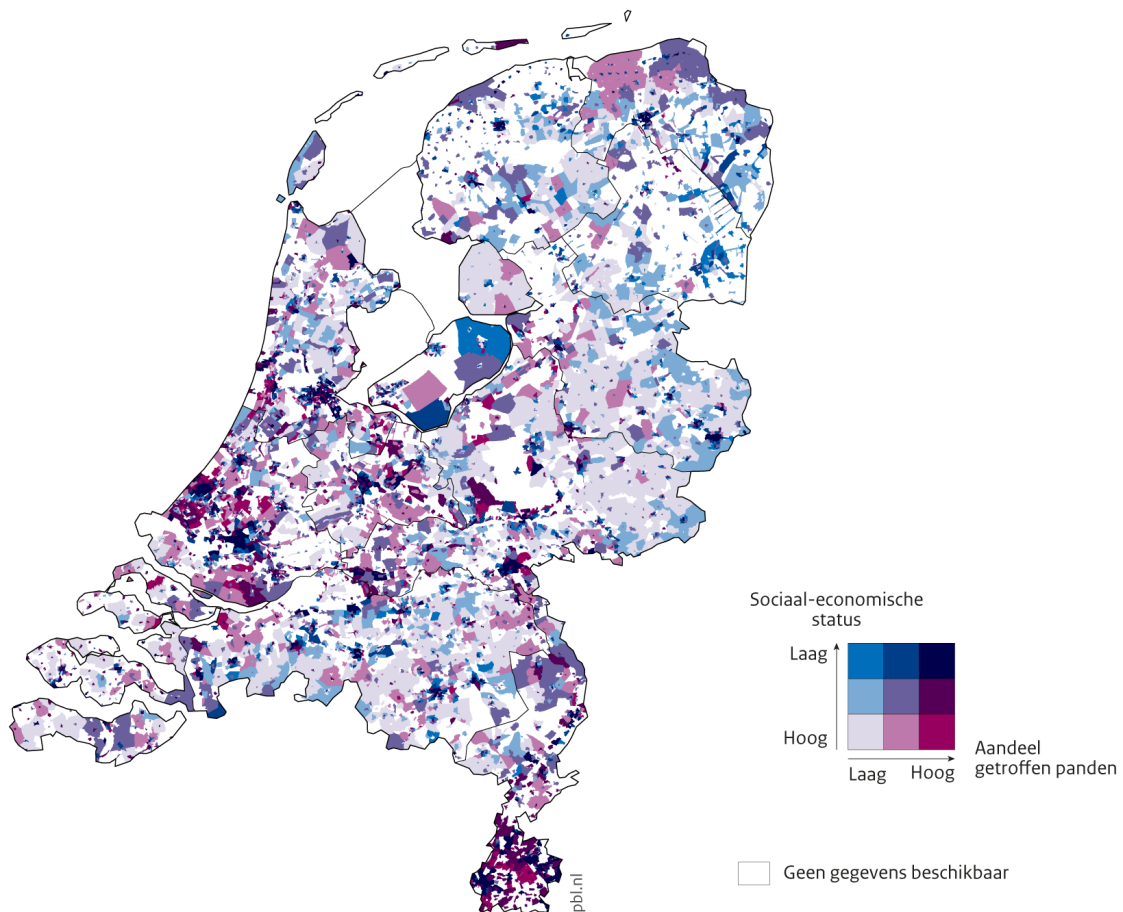 Sociaal-economische
status
Laag
Hoog
Laag
Hoog
Aandeel
getroffen panden
Geen gegevens beschikbaar
pbl.nl